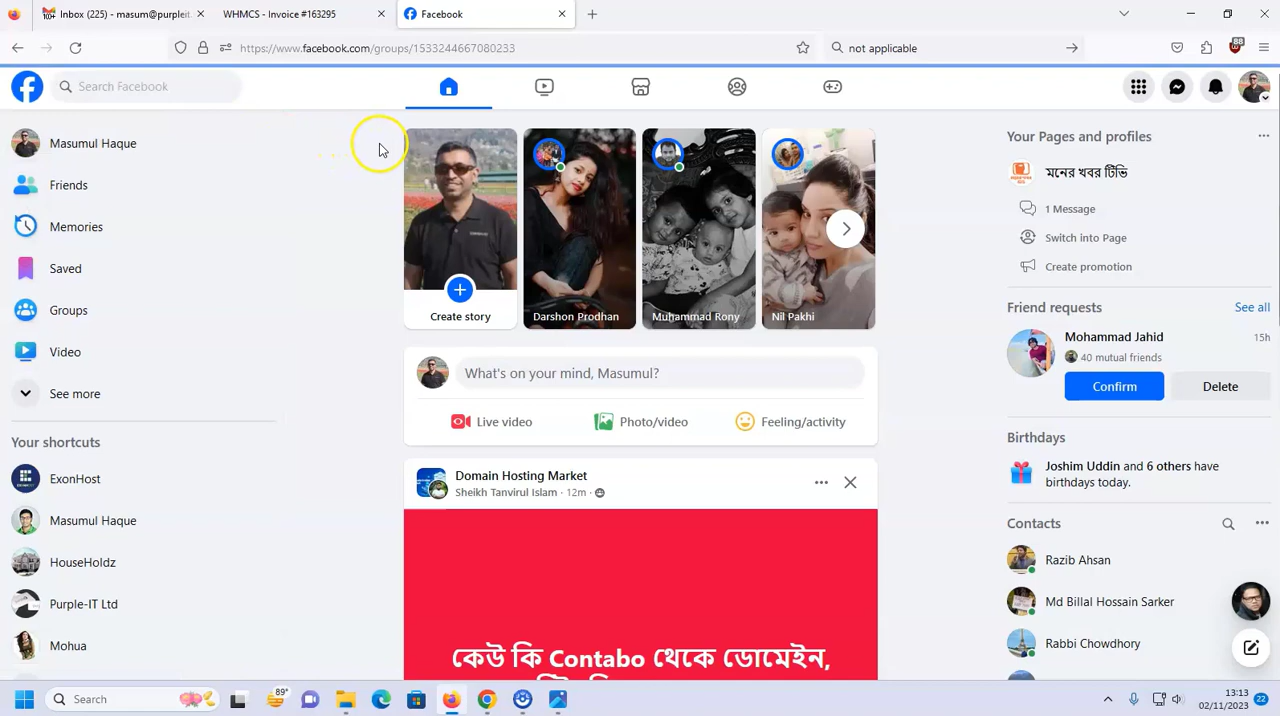 Inbox (225) - masum@purpleit.
WHMCS - Invoice #163295
Facebook
https://www.facebook.com/groups/1533244667080233
not applicable
88
Search Facebook
Masumul Haque
Friends
Memories
Saved
Groups
Video
See more
Your shortcuts
ExonHost
Masumul Haque
HouseHoldz
Purple-IT Ltd
Mohua
Create story
Darshon Prodhan
Muhammad Rony
Nil Pakhi
What's on your mind, Masumul?
Live video
Photo/video
Feeling/activity
Domain Hosting Market
Sheikh Tanvirul Islam · 12m ·
কেউ কি Contabo থেকে ডোমেইন,
Your Pages and profiles
মনের খবর টিভি
1 Message
Switch into Page
Create promotion
Friend requests
See all
Mohammad Jahid
15h
40 mutual friends
Confirm
Delete
Birthdays
Joshim Uddin and 6 others have
birthdays today.
Contacts
Razib Ahsan
Md Billal Hossain Sarker
Rabbi Chowdhory
Search
89°
13:13
02/11/2023
22